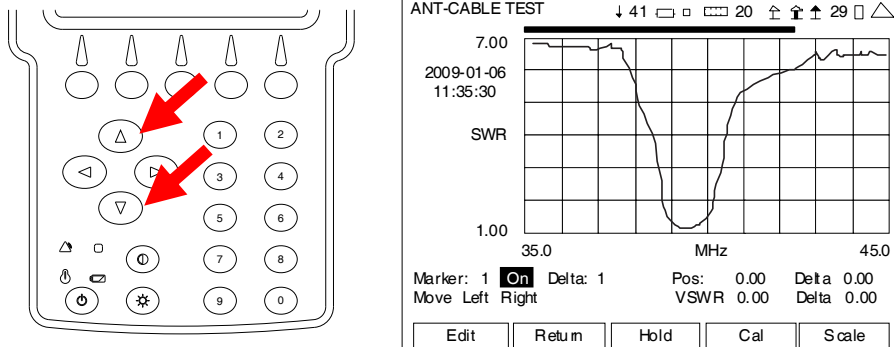 1 2
3 4
5 6
7 8
9 0
ANT-CABLE TEST ↓ 41 20 29
7.00
2009-01-06
11:35:30
SWR
1.00
35.0 MHz 45.0
Marker: 1 On Delta: 1 Pos: 0.00 Delta 0.00
Move Left Right VSWR 0.00 Delta 0.00
Edit Return Hold Cal Scale